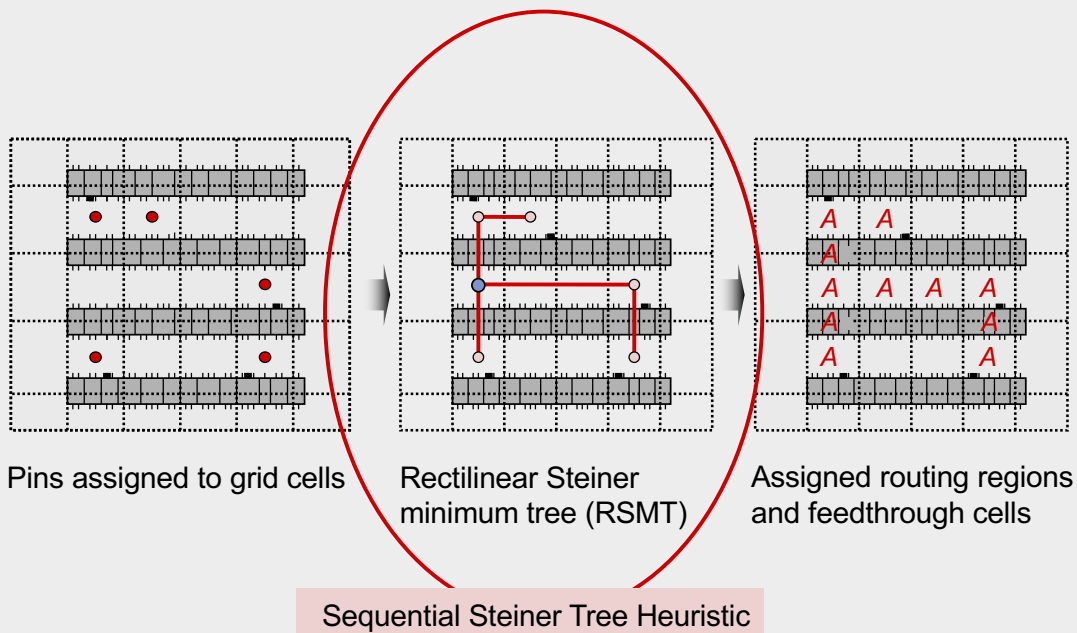 A A
A
A A A A
A A
A A
Pins assigned to grid cells
Rectilinear Steiner
minimum tree (RSMT)
Assigned routing regions
and feedthrough cells
Sequential Steiner Tree Heuristic